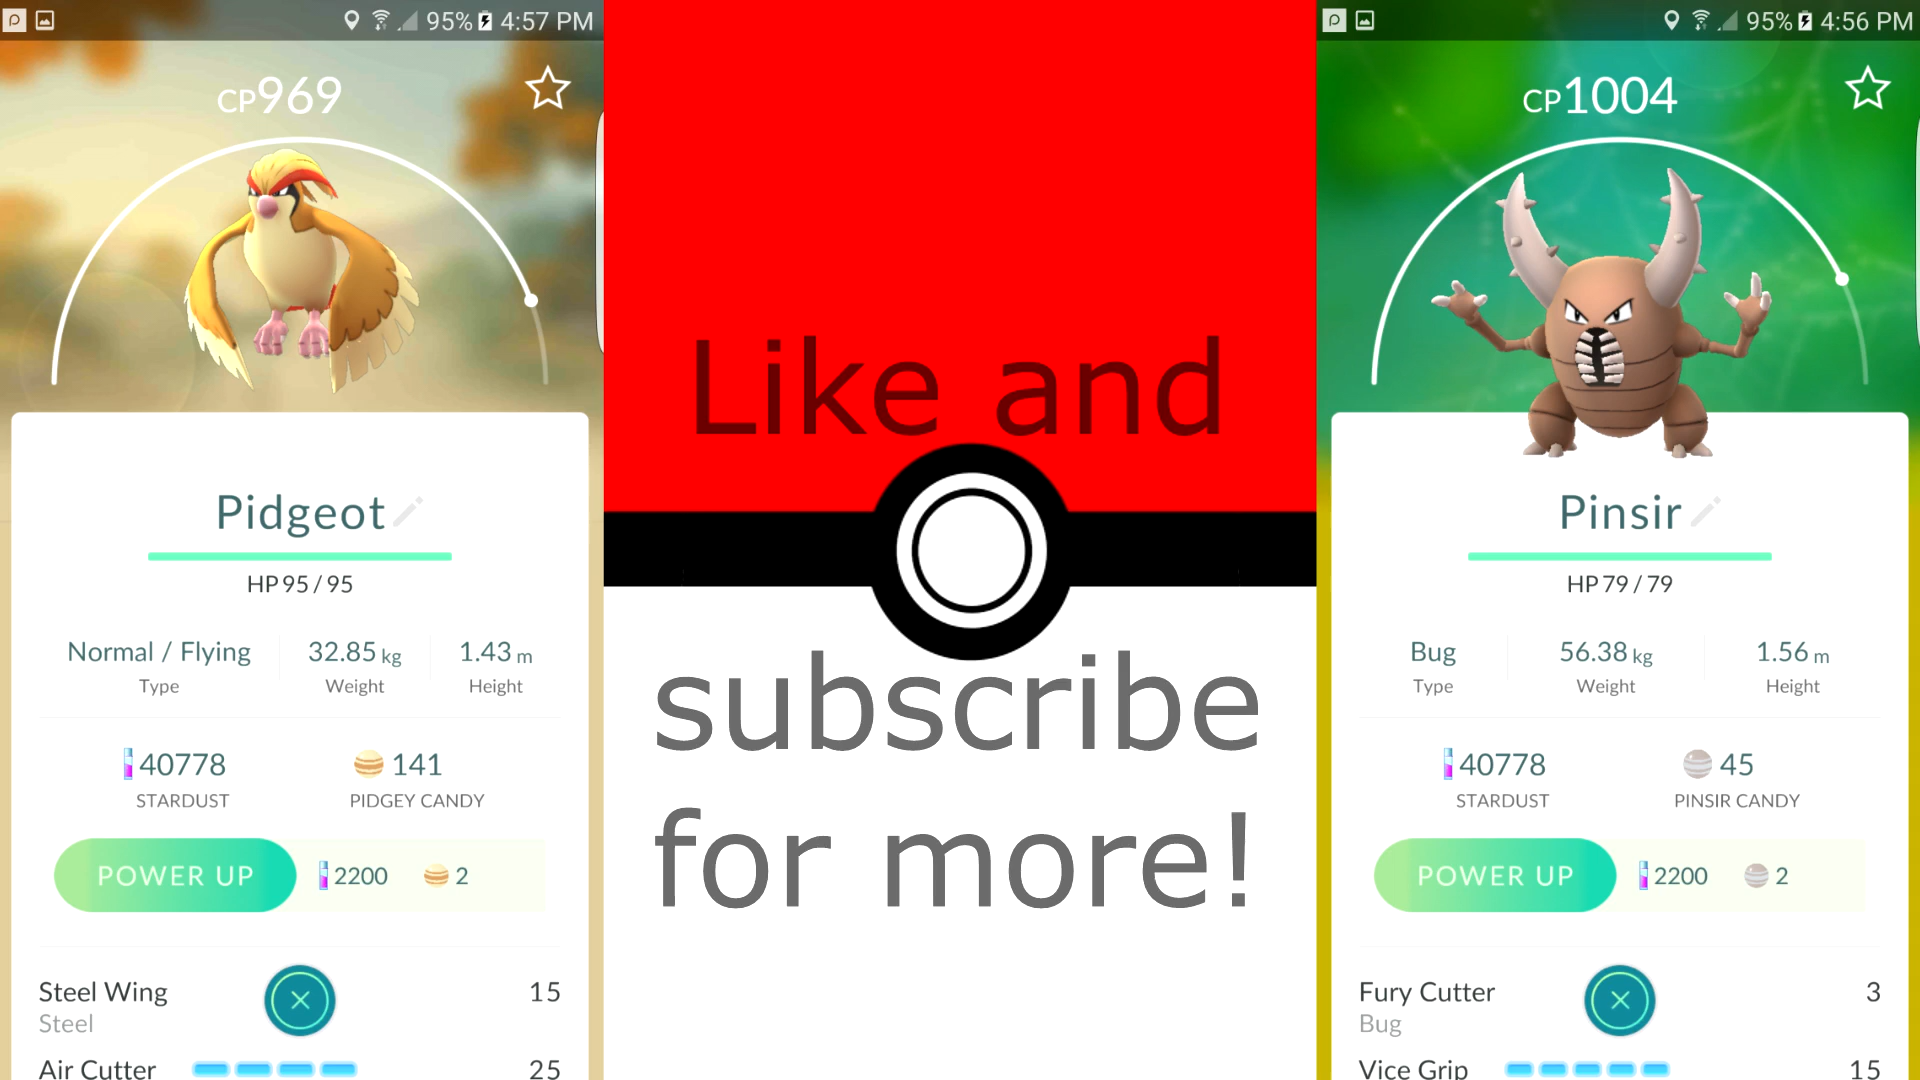 95% 4:57 PM
CP969
Pidgeot
HP 95 / 95
Normal / Flying 32.85 kg 1.43 m
Type Weight Height
40778 141
STARDUST PIDGEY CANDY
POWER UP 2200 2
Steel Wing 15
Steel
Air Cutter 25
Like and
subscribe
for more!
95% 4:56 PM
CP1004
Pinsir
HP 79 / 79
Bug 56.38 kg 1.56 m
Type Weight Height
40778 45
STARDUST PINSIR CANDY
POWER UP 2200 2
Fury Cutter 3
Bug
Vice Grip 15